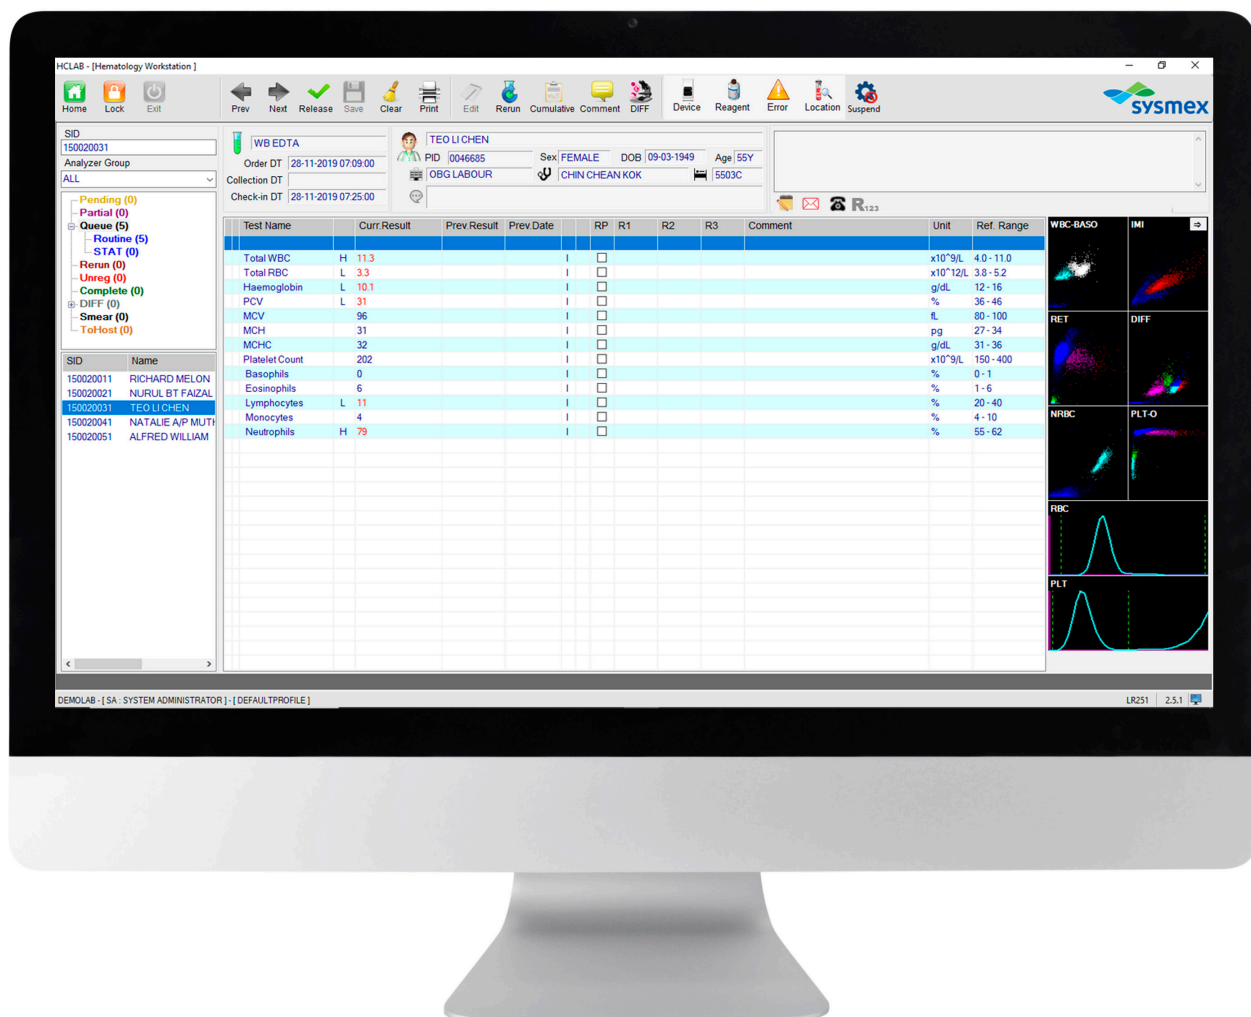 HCLAB - [Hematology Workstation ]
Home Lock Exit Prev Next Release Save Clear Print Edit Rerun Cumulative Comment DIFF Device Reagent Error Location Suspend
sysmex
SID
150020031
Analyzer Group
ALL
Pending (0)
Partial (0)
Queue (5)
Routine (5)
STAT (0)
Rerun (0)
Unreg (0)
Complete (0)
DIFF (0)
Smear (0)
ToHost (0)
SID Name
150020011 RICHARD MELON
150020021 NURUL BT FAIZAL
150020031 TEO LI CHEN
150020041 NATALIE A/P MUTH
150020051 ALFRED WILLIAM
WB EDTA
Order DT 28-11-2019 07:09:00
Collection DT
Check-in DT 28-11-2019 07:25:00
TEO LI CHEN
PID 0046685 Sex FEMALE DOB 09-03-1949 Age 55Y
OBG LABOUR CHIN CHEAN KOK 5503C
R123
Test Name Curr.Result Prev.Result Prev.Date RP R1 R2 R3 Comment Unit Ref. Range
Total WBC H 11.3 I x10^9/L 4.0 - 11.0
Total RBC L 3.3 I x10^12/L 3.8 - 5.2
Haemoglobin L 10.1 I g/dL 12 - 16
PCV L 31 I % 36 - 46
MCV 96 I fL 80 - 100
MCH 31 I pg 27 - 34
MCHC 32 I g/dL 31 - 36
Platelet Count 202 I x10^9/L 150 - 400
Basophils 0 I % 0 - 1
Eosinophils 6 I % 1 - 6
Lymphocytes L 11 I % 20 - 40
Monocytes 4 I % 4 - 10
Neutrophils H 79 I % 55 - 62
WBC-BASO IMI
RET DIFF
NRBC PLT-O
RBC
PLT
DEMOLAB - [ SA : SYSTEM ADMINISTRATOR ] - [ DEFAULTPROFILE ]
LR251 2.5.1